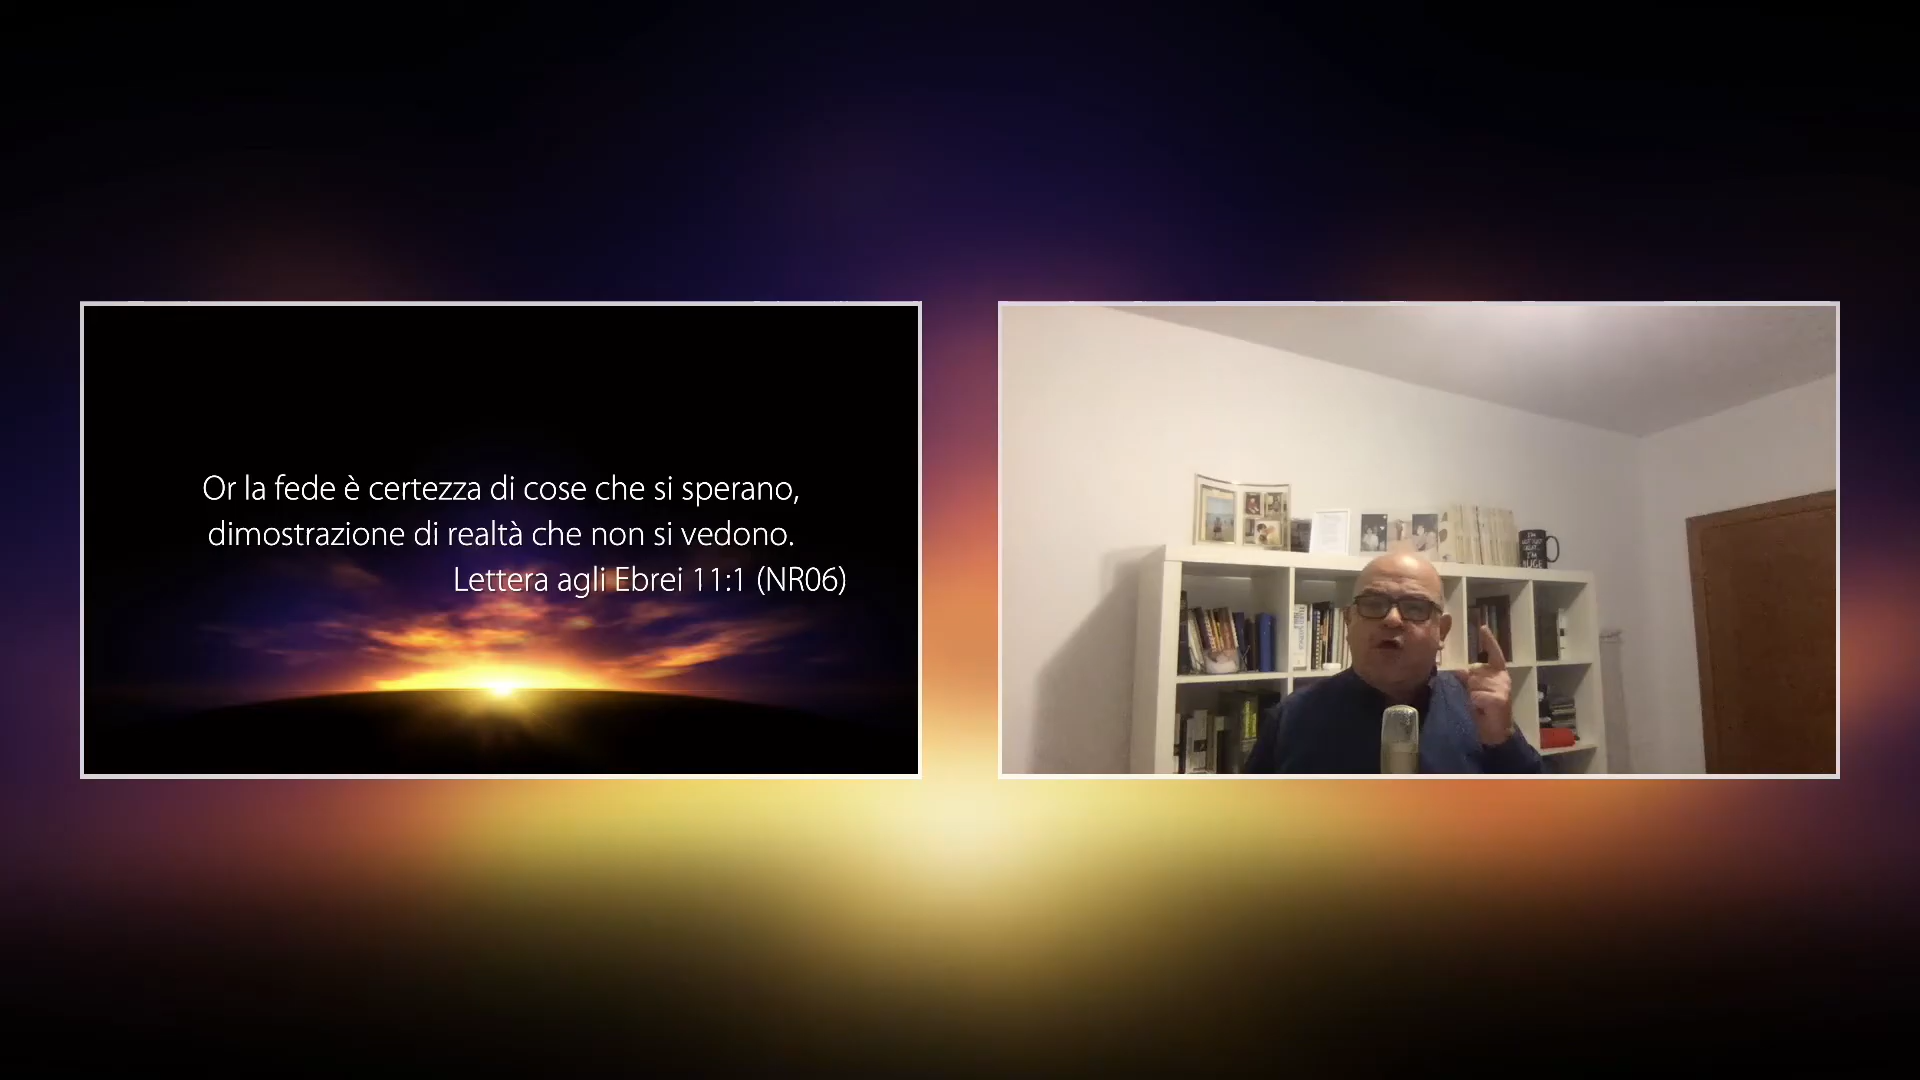 Or la fede è certezza di cose che si sperano,
dimostrazione di realtà che non si vedono.
Lettera agli Ebrei 11:1 (NR06)